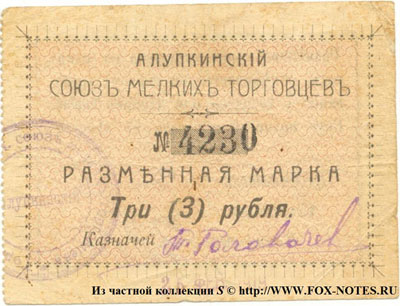 АЛУПКИНСКІЙ
СОЮЗЪ МЕЛКИХЪ ТОРГОВЦЕВЪ
№ 4230
РАЗМѢННАЯ МАРКА
Три (3) рубля.
Казначей П. Головачев
Из частной коллекции S © www.fox-notes.ru